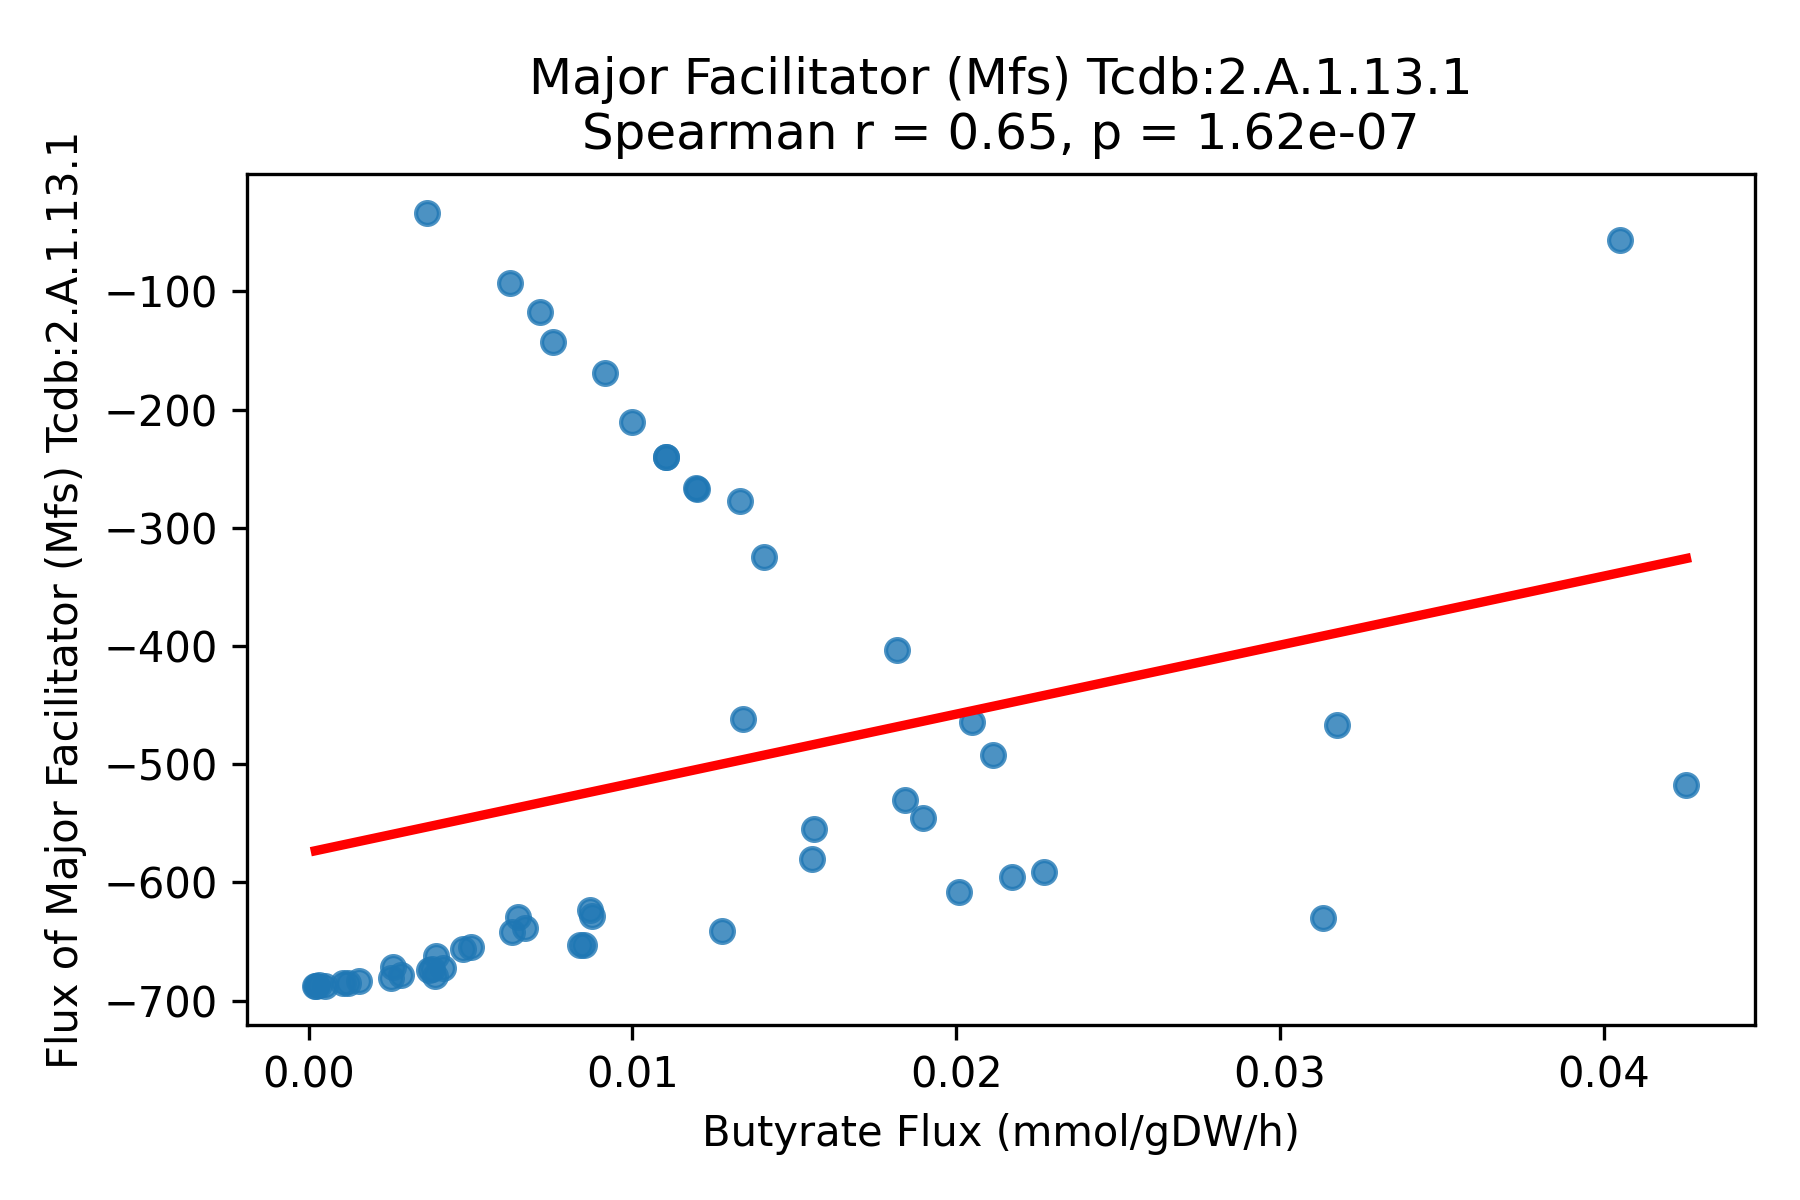 Major Facilitator (Mfs) Tcdb:2.A.1.13.1
Spearman r = 0.65, p = 1.62e-07
Flux of Major Facilitator (Mfs) Tcdb:2.A.1.13.1
−100
−200
−300
−400
−500
−600
−700
0.00 0.01 0.02 0.03 0.04
Butyrate Flux (mmol/gDW/h)